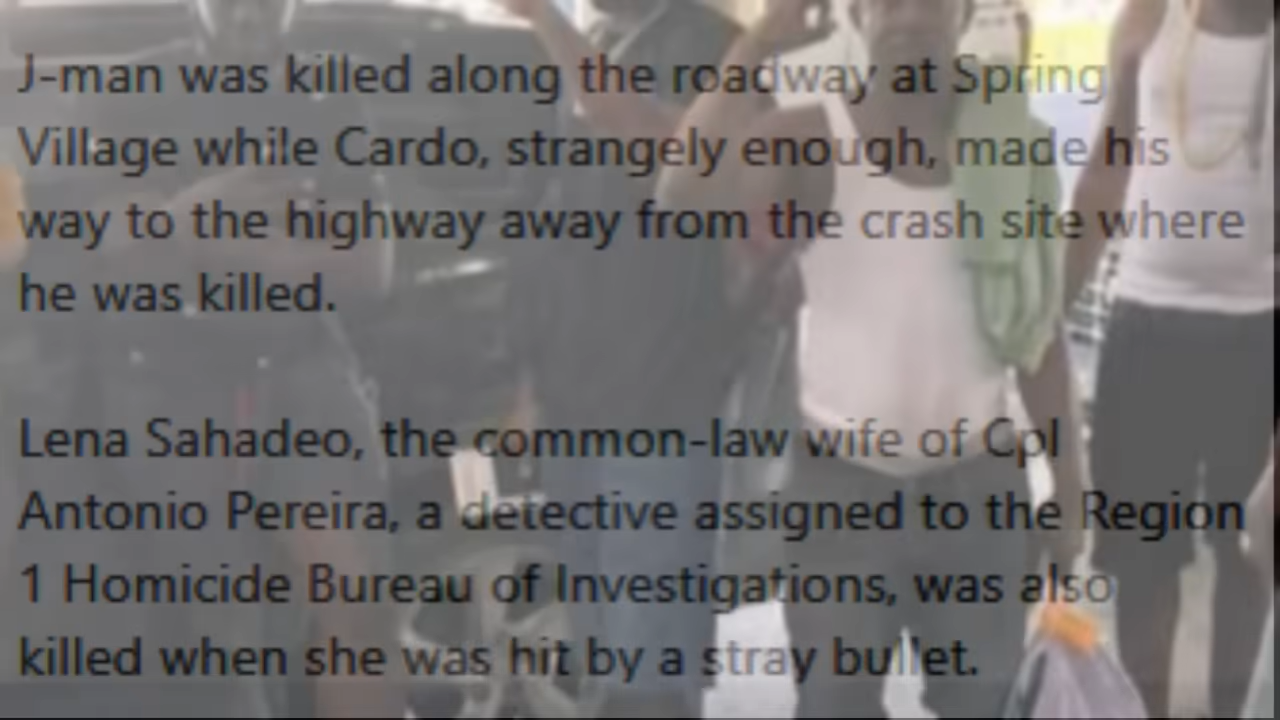 J-man was killed along the roadway at Spring
Village while Cardo, strangely enough, made his
way to the highway away from the crash site where
he was killed.
Lena Sahadeo, the common-law wife of Cpl
Antonio Pereira, a detective assigned to the Region
1 Homicide Bureau of Investigations, was also
killed when she was hit by a stray bullet.